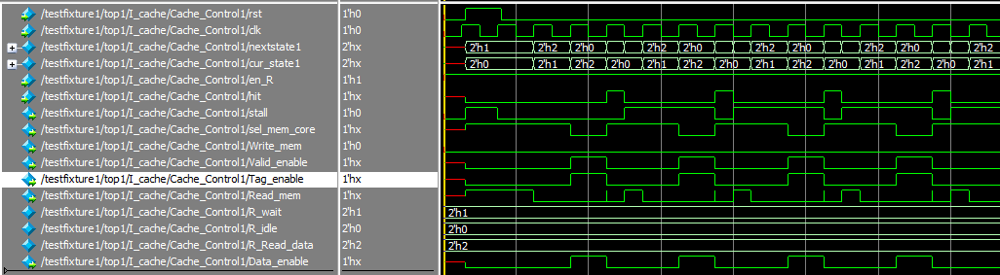 /testfixture1/top1/I_cache/Cache_Control1/rst 1'h0
/testfixture1/top1/I_cache/Cache_Control1/clk 1'h0
/testfixture1/top1/I_cache/Cache_Control1/nextstate1 2'hx 2'h1 2'h2 2'h0 2'h2 2'h0 2'h2 2'h0 2'h2 2'h0 2'h2
/testfixture1/top1/I_cache/Cache_Control1/cur_state1 2'hx 2'h0 2'h1 2'h2 2'h0 2'h1 2'h2 2'h0 2'h1 2'h2 2'h0 2'h1 2'h2 2'h0 2'h1
/testfixture1/top1/I_cache/Cache_Control1/en_R 1'h1
/testfixture1/top1/I_cache/Cache_Control1/hit 1'hx
/testfixture1/top1/I_cache/Cache_Control1/stall 1'h0
/testfixture1/top1/I_cache/Cache_Control1/sel_mem_core 1'hx
/testfixture1/top1/I_cache/Cache_Control1/Write_mem 1'h0
/testfixture1/top1/I_cache/Cache_Control1/Valid_enable 1'hx
/testfixture1/top1/I_cache/Cache_Control1/Tag_enable 1'hx
/testfixture1/top1/I_cache/Cache_Control1/Read_mem 1'hx
/testfixture1/top1/I_cache/Cache_Control1/R_wait 2'h1 2'h1
/testfixture1/top1/I_cache/Cache_Control1/R_idle 2'h0 2'h0
/testfixture1/top1/I_cache/Cache_Control1/R_Read_data 2'h2 2'h2
/testfixture1/top1/I_cache/Cache_Control1/Data_enable 1'hx